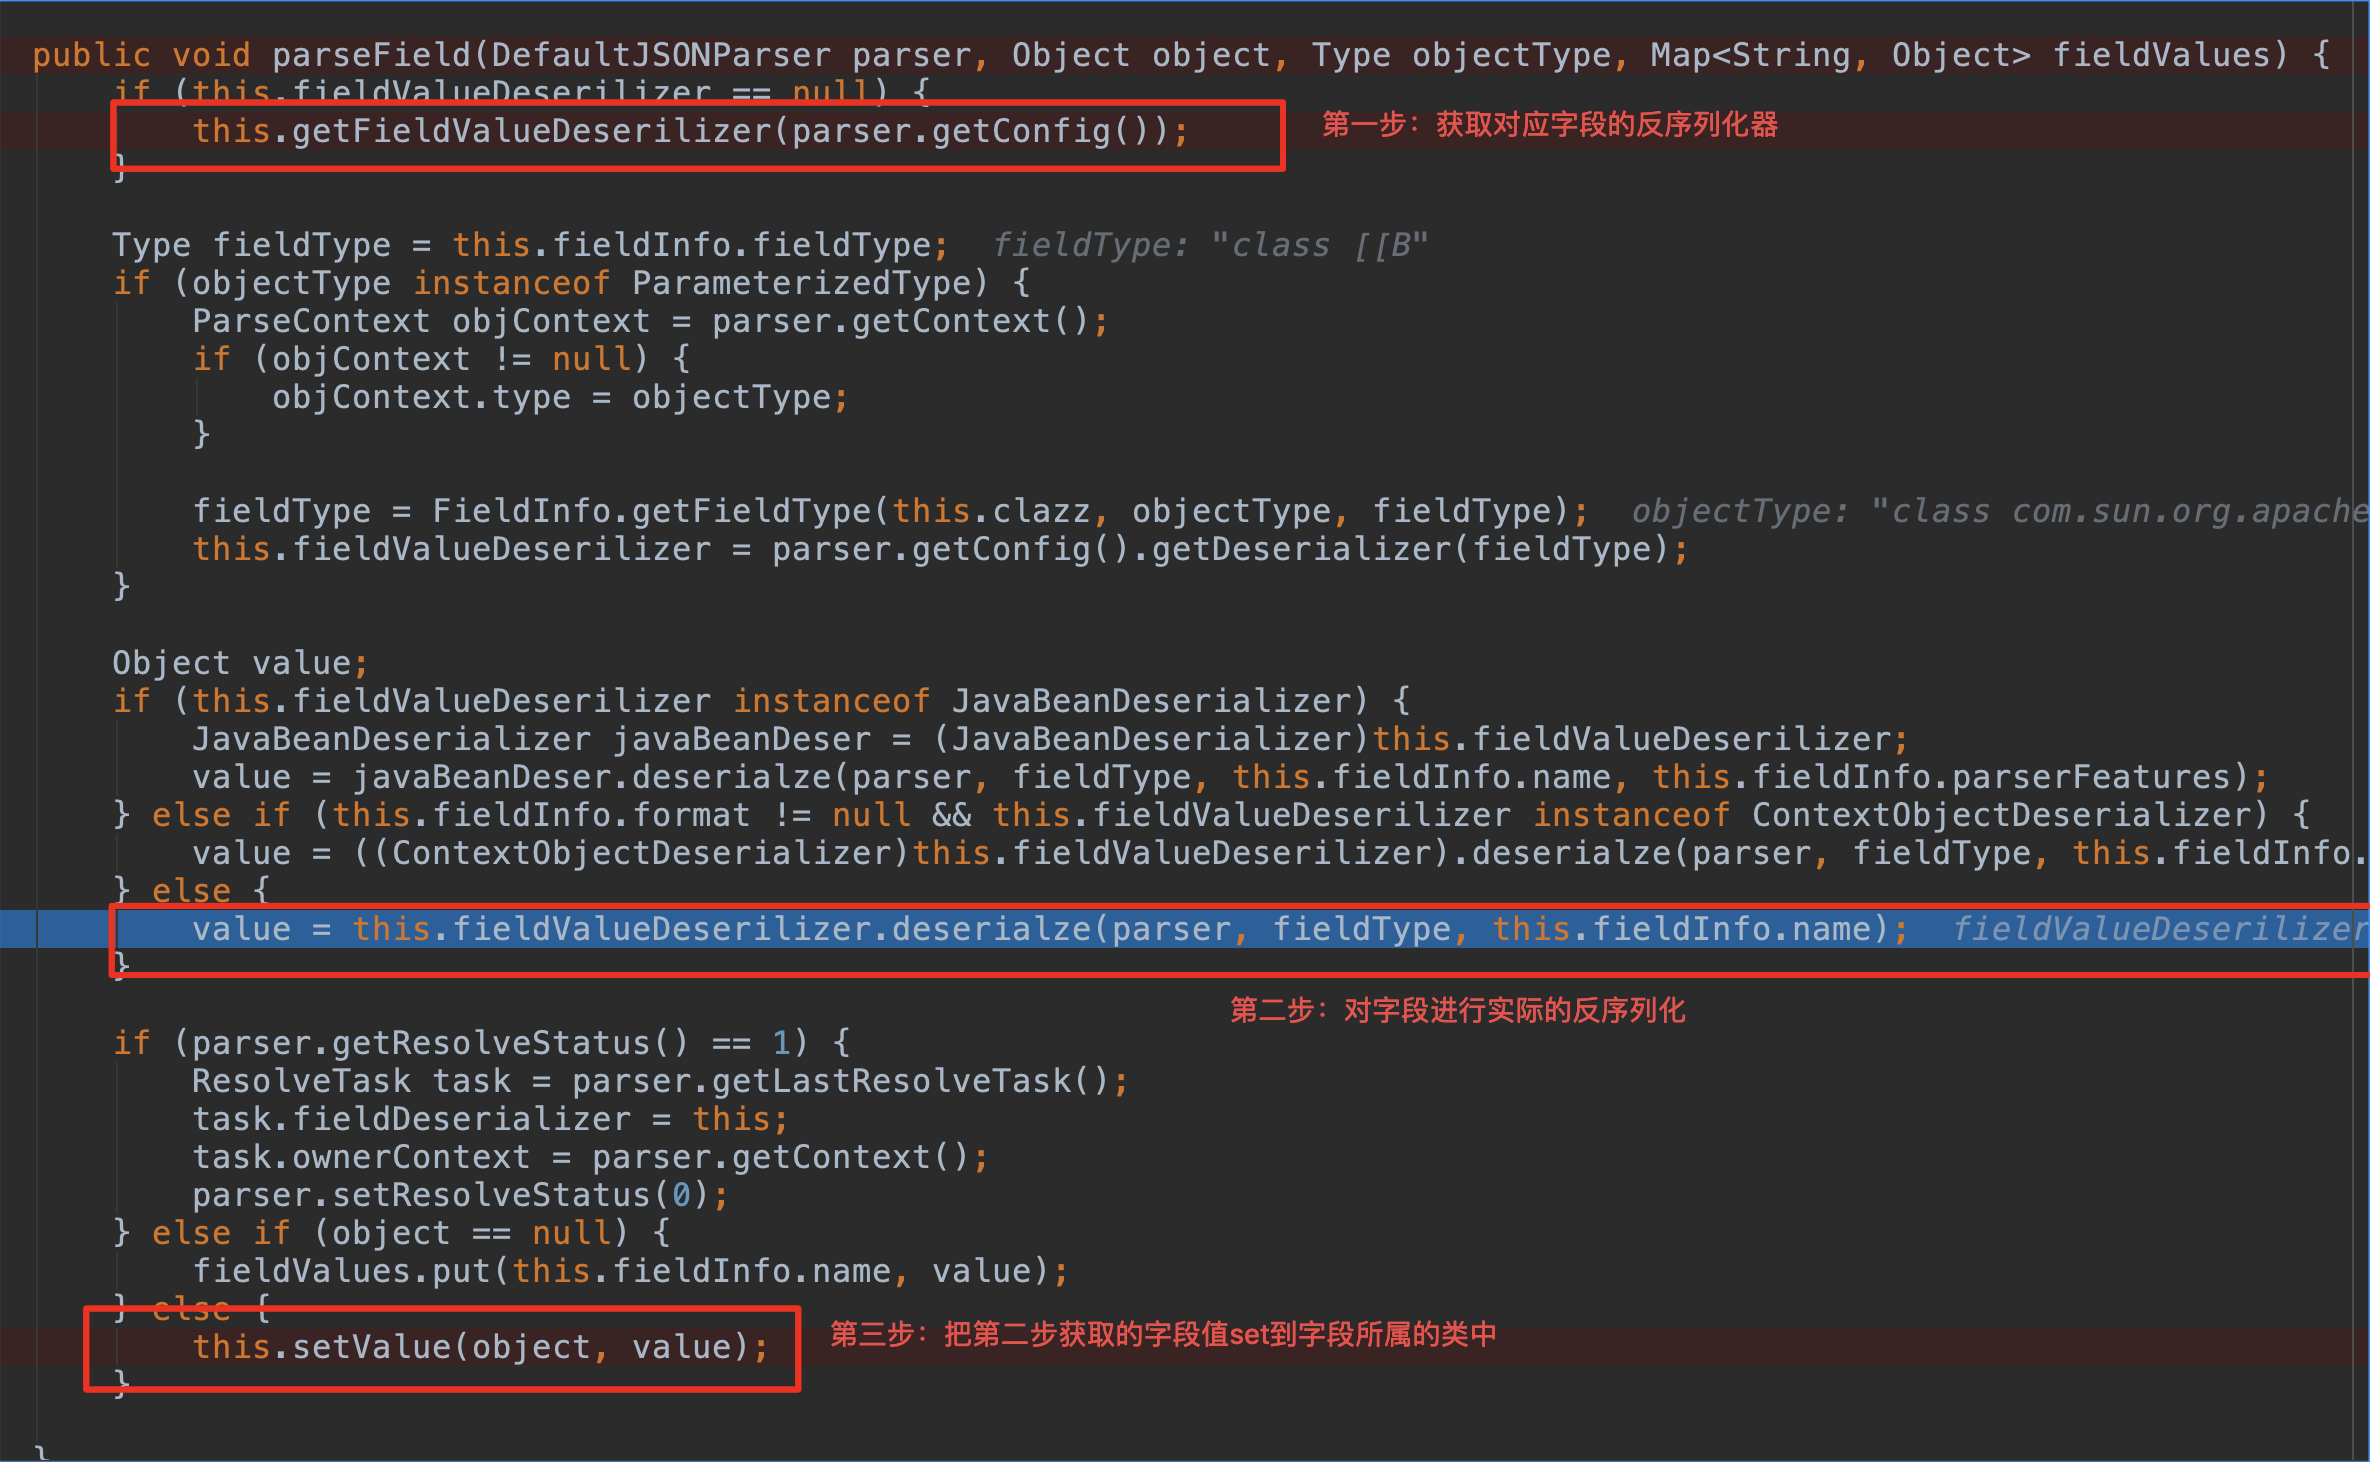 public void parseField(DefaultJSONParser parser, Object object, Type objectType, Map<String, Object> fieldValues) {
if (this.fieldValueDeserilizer == null) {
this.getFieldValueDeserilizer(parser.getConfig()); 第一步：获取对应字段的反序列化器
}
Type fieldType = this.fieldInfo.fieldType; fieldType: "class [[B"
if (objectType instanceof ParameterizedType) {
ParseContext objContext = parser.getContext();
if (objContext != null) {
objContext.type = objectType;
}
fieldType = FieldInfo.getFieldType(this.clazz, objectType, fieldType); objectType: "class com.sun.org.apache
this.fieldValueDeserilizer = parser.getConfig().getDeserializer(fieldType);
}
Object value;
if (this.fieldValueDeserilizer instanceof JavaBeanDeserializer) {
JavaBeanDeserializer javaBeanDeser = (JavaBeanDeserializer)this.fieldValueDeserilizer;
value = javaBeanDeser.deserialze(parser, fieldType, this.fieldInfo.name, this.fieldInfo.parserFeatures);
} else if (this.fieldInfo.format != null && this.fieldValueDeserilizer instanceof ContextObjectDeserializer) {
value = ((ContextObjectDeserializer)this.fieldValueDeserilizer).deserialze(parser, fieldType, this.fieldInfo.
} else {
value = this.fieldValueDeserilizer.deserialze(parser, fieldType, this.fieldInfo.name); fieldValueDeserilizer
}
第二步：对字段进行实际的反序列化
if (parser.getResolveStatus() == 1) {
ResolveTask task = parser.getLastResolveTask();
task.fieldDeserializer = this;
task.ownerContext = parser.getContext();
parser.setResolveStatus(0);
} else if (object == null) {
fieldValues.put(this.fieldInfo.name, value);
} else {
this.setValue(object, value); 第三步：把第二步获取的字段值set到字段所属的类中
}
}